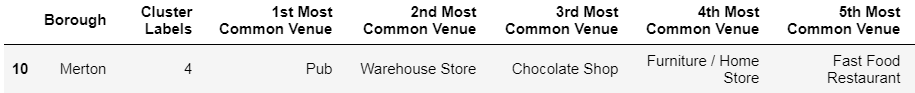 Borough Cluster Labels 1st Most Common Venue 2nd Most Common Venue 3rd Most Common Venue 4th Most Common Venue 5th Most Common Venue
10 Merton 4 Pub Warehouse Store Chocolate Shop Furniture / Home Store Fast Food Restaurant